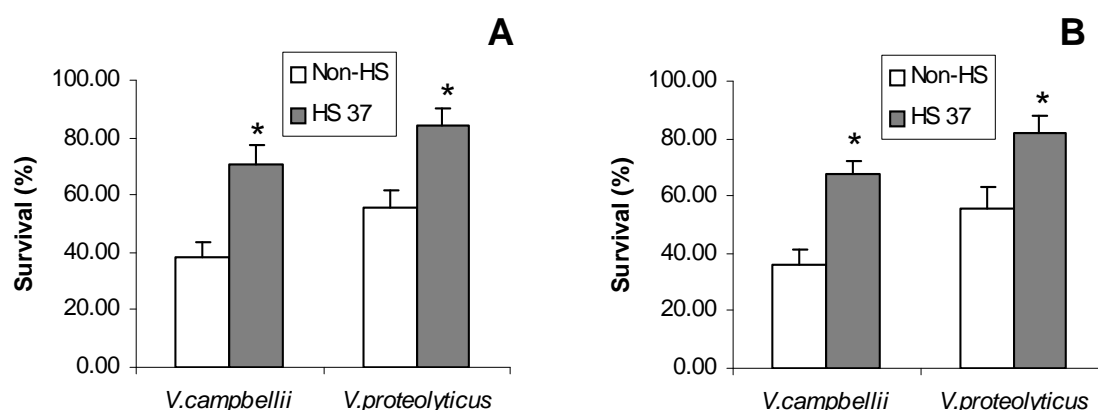 A
Non-HS
HS 37
100.00
80.00
60.00
40.00
20.00
0.00
Survival (%)
*
*
V.campbellii
V.proteolyticus
B
Non-HS
HS 37
100.00
80.00
60.00
40.00
20.00
0.00
Survival (%)
*
*
V.campbellii
V.proteolyticus